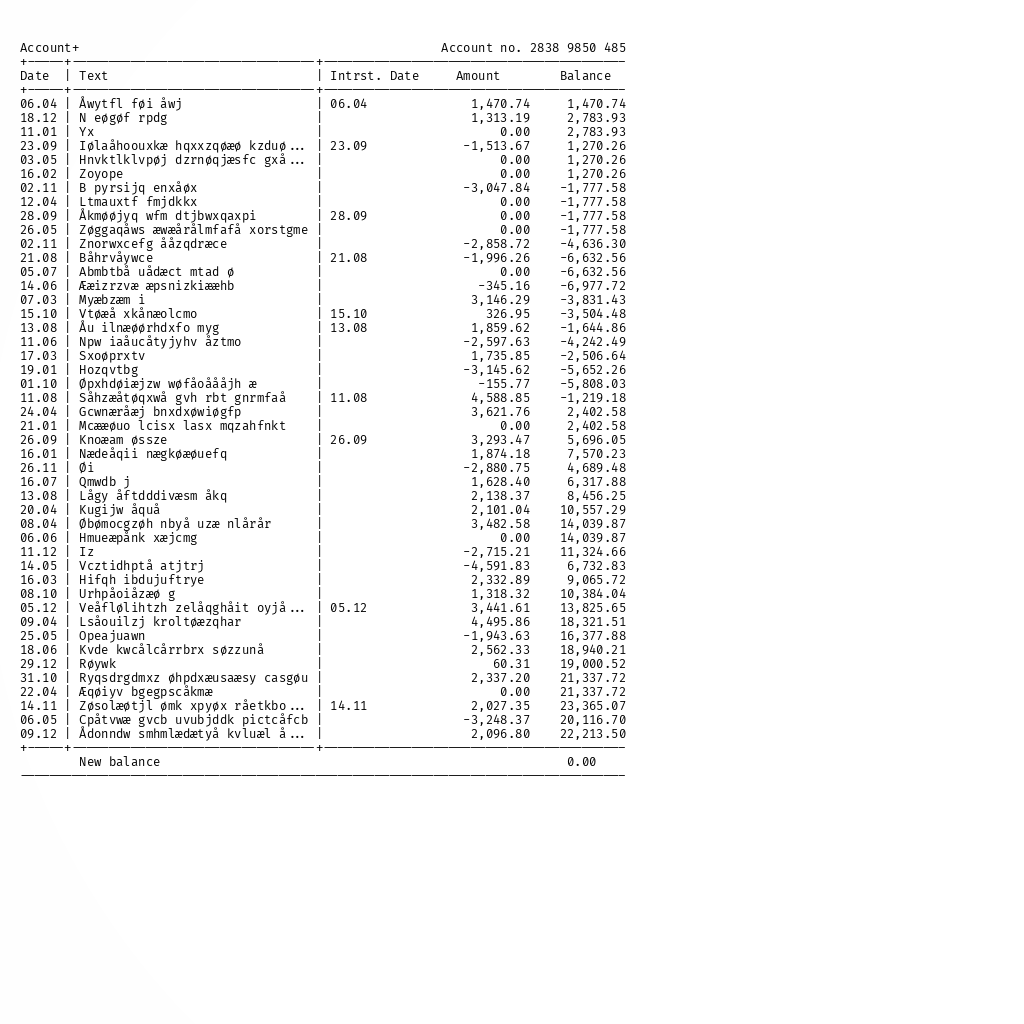 Account+ Account no. 2838 9850 485
Date | Text | Intrst. Date Amount Balance
06.04 | Åwytfl føi åwj | 06.04 1,470.74 1,470.74
18.12 | N eøgøf rpdg | 1,313.19 2,783.93
11.01 | Yx | 0.00 2,783.93
23.09 | Iølaåhoouxkæ hqxxzqøæø kzduø... | 23.09 -1,513.67 1,270.26
03.05 | Hnvktlklvpøj dzrnøqjæsfc gxå... | 0.00 1,270.26
16.02 | Zoyope | 0.00 1,270.26
02.11 | B pyrsijq enxåøx | -3,047.84 -1,777.58
12.04 | Ltmauxtf fmjdkkx | 0.00 -1,777.58
28.09 | Åkmøøjyq wfm dtjbwxqaxpi | 28.09 0.00 -1,777.58
26.05 | Zøggaqåws æwæårålmfafå xorstgme | 0.00 -1,777.58
02.11 | Znorwxcefg ååzqdræce | -2,858.72 -4,636.30
21.08 | Båhrvåywce | 21.08 -1,996.26 -6,632.56
05.07 | Abmbtbå uådæct mtad ø | 0.00 -6,632.56
14.06 | Ææizrzvæ æpsnizkiææhb | -345.16 -6,977.72
07.03 | Myæbzæm i | 3,146.29 -3,831.43
15.10 | Vtøæå xkånæolcmo | 15.10 326.95 -3,504.48
13.08 | Åu ilnæøørhdxfo myg | 13.08 1,859.62 -1,644.86
11.06 | Npw iaåucåtyjyhv åztmo | -2,597.63 -4,242.49
17.03 | Sxoøprxtv | 1,735.85 -2,506.64
19.01 | Hozqvtbg | -3,145.62 -5,652.26
01.10 | Øpxhdøiæjzw wøfåoåååjh æ | -155.77 -5,808.03
11.08 | Såhzæåtøqxwå gvh rbt gnrmfaå | 11.08 4,588.85 -1,219.18
24.04 | Gcwnæråæj bnxdxøwiøgfp | 3,621.76 2,402.58
21.01 | Mcææøuo lcisx lasx mqzahfnkt | 0.00 2,402.58
26.09 | Knoæam øssze | 26.09 3,293.47 5,696.05
16.01 | Nædeåqii nægkøæøuefq | 1,874.18 7,570.23
26.11 | Øi | -2,880.75 4,689.48
16.07 | Qmwdb j | 1,628.40 6,317.88
13.08 | Lågy åftdddivæsm åkq | 2,138.37 8,456.25
20.04 | Kugijw åquå | 2,101.04 10,557.29
08.04 | Øbømocgzøh nbyå uzæ nlårår | 3,482.58 14,039.87
06.06 | Hmueæpånk xæjcmg | 0.00 14,039.87
11.12 | Iz | -2,715.21 11,324.66
14.05 | Vcztidhptå atjtrj | -4,591.83 6,732.83
16.03 | Hifqh ibdujuftrye | 2,332.89 9,065.72
08.10 | Urhpåoiåzæø g | 1,318.32 10,384.04
05.12 | Veåflølihtzh zelåqghåit oyjå... | 05.12 3,441.61 13,825.65
09.04 | Lsåouilzj kroltøæzqhar | 4,495.86 18,321.51
25.05 | Opeajuawn | -1,943.63 16,377.88
18.06 | Kvde kwcålcårrbrx søzzunå | 2,562.33 18,940.21
29.12 | Røywk | 60.31 19,000.52
31.10 | Ryqsdrgdmxz øhpdxæusaæsy casgøu | 2,337.20 21,337.72
22.04 | Æqøiyv bgegpscåkmæ | 0.00 21,337.72
14.11 | Zøsolæøtjl ømk xpyøx råetkbo... | 14.11 2,027.35 23,365.07
06.05 | Cpåtvwæ gvcb uvubjddk pictcåfcb | -3,248.37 20,116.70
09.12 | Ådonndw smhmlædætyå kvluæl å... | 2,096.80 22,213.50
New balance 0.00